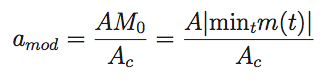 a_{mod} = \frac{AM_0}{A_c} = \frac{A|\min_t m(t)|}{A_c}